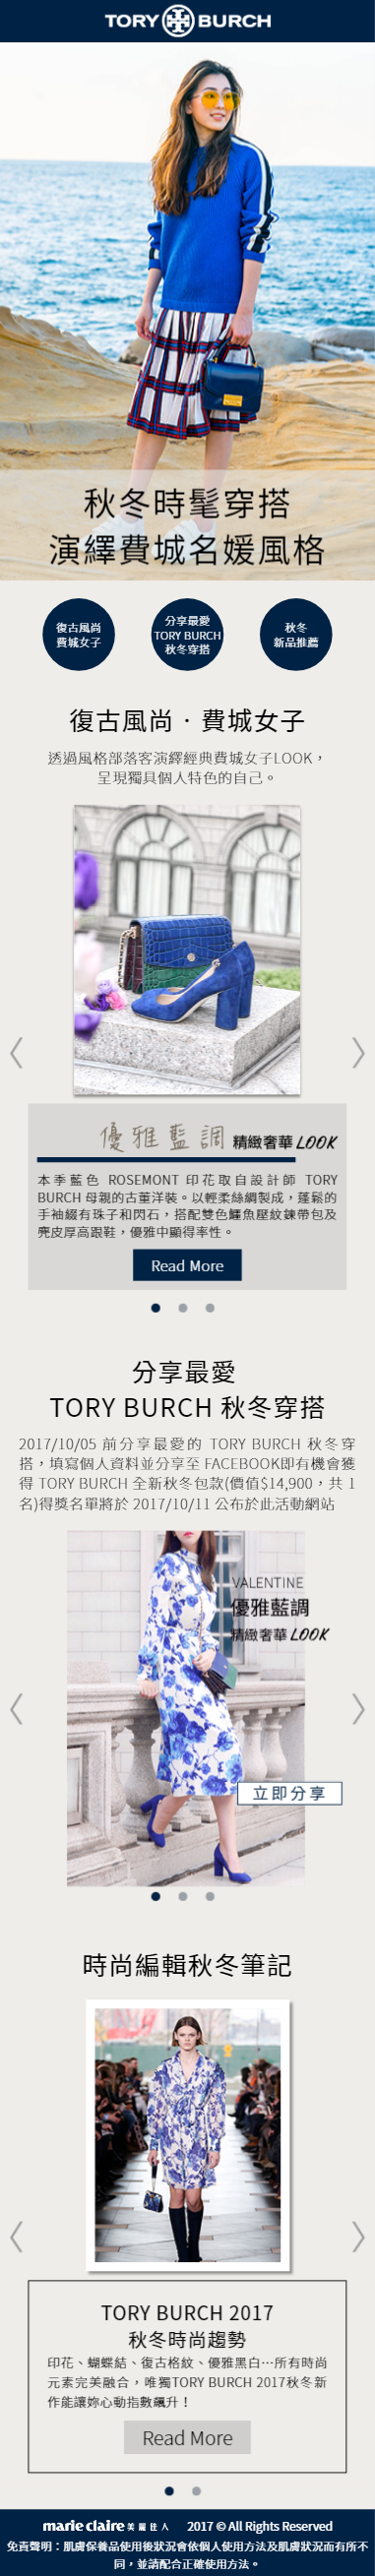 TORY BURCH
秋冬時髦穿搭
演繹費城名媛風格
復古風尚
費城女子
分享最愛
TORY BURCH
秋冬穿搭
秋冬
新品推薦
復古風尚‧費城女子
透過風格部落客演繹經典費城女子LOOK，
呈現獨具個人特色的自己。
優雅藍調 精緻奢華 LOOK
本季藍色 ROSEMONT 印花取自設計師 TORY
BURCH 母親的古董洋裝。以輕柔絲綢製成，蓬鬆的
手袖綴有珠子和閃石，搭配雙色鱷魚壓紋鍊帶包及
麂皮厚高跟鞋，優雅中顯得率性。
Read More
分享最愛
TORY BURCH 秋冬穿搭
2017/10/05 前分享最愛的 TORY BURCH 秋冬穿
搭，填寫個人資料並分享至 FACEBOOK即有機會獲
得 TORY BURCH 全新秋冬包款(價值$14,900，共 1
名)得獎名單將於 2017/10/11 公布於此活動網站
VALENTINE
優雅藍調
精緻奢華 LOOK
立即分享
時尚編輯秋冬筆記
TORY BURCH 2017
秋冬時尚趨勢
印花、蝴蝶結、復古格紋、優雅黑白⋯所有時尚
元素完美融合，唯獨TORY BURCH 2017秋冬新
作能讓妳心動指數飆升！
Read More
marie claire 美麗佳人 2017 © All Rights Reserved
免責聲明：肌膚保養品使用後狀況會依個人使用方法及肌膚狀況而有所不
同，並請配合正確使用方法。